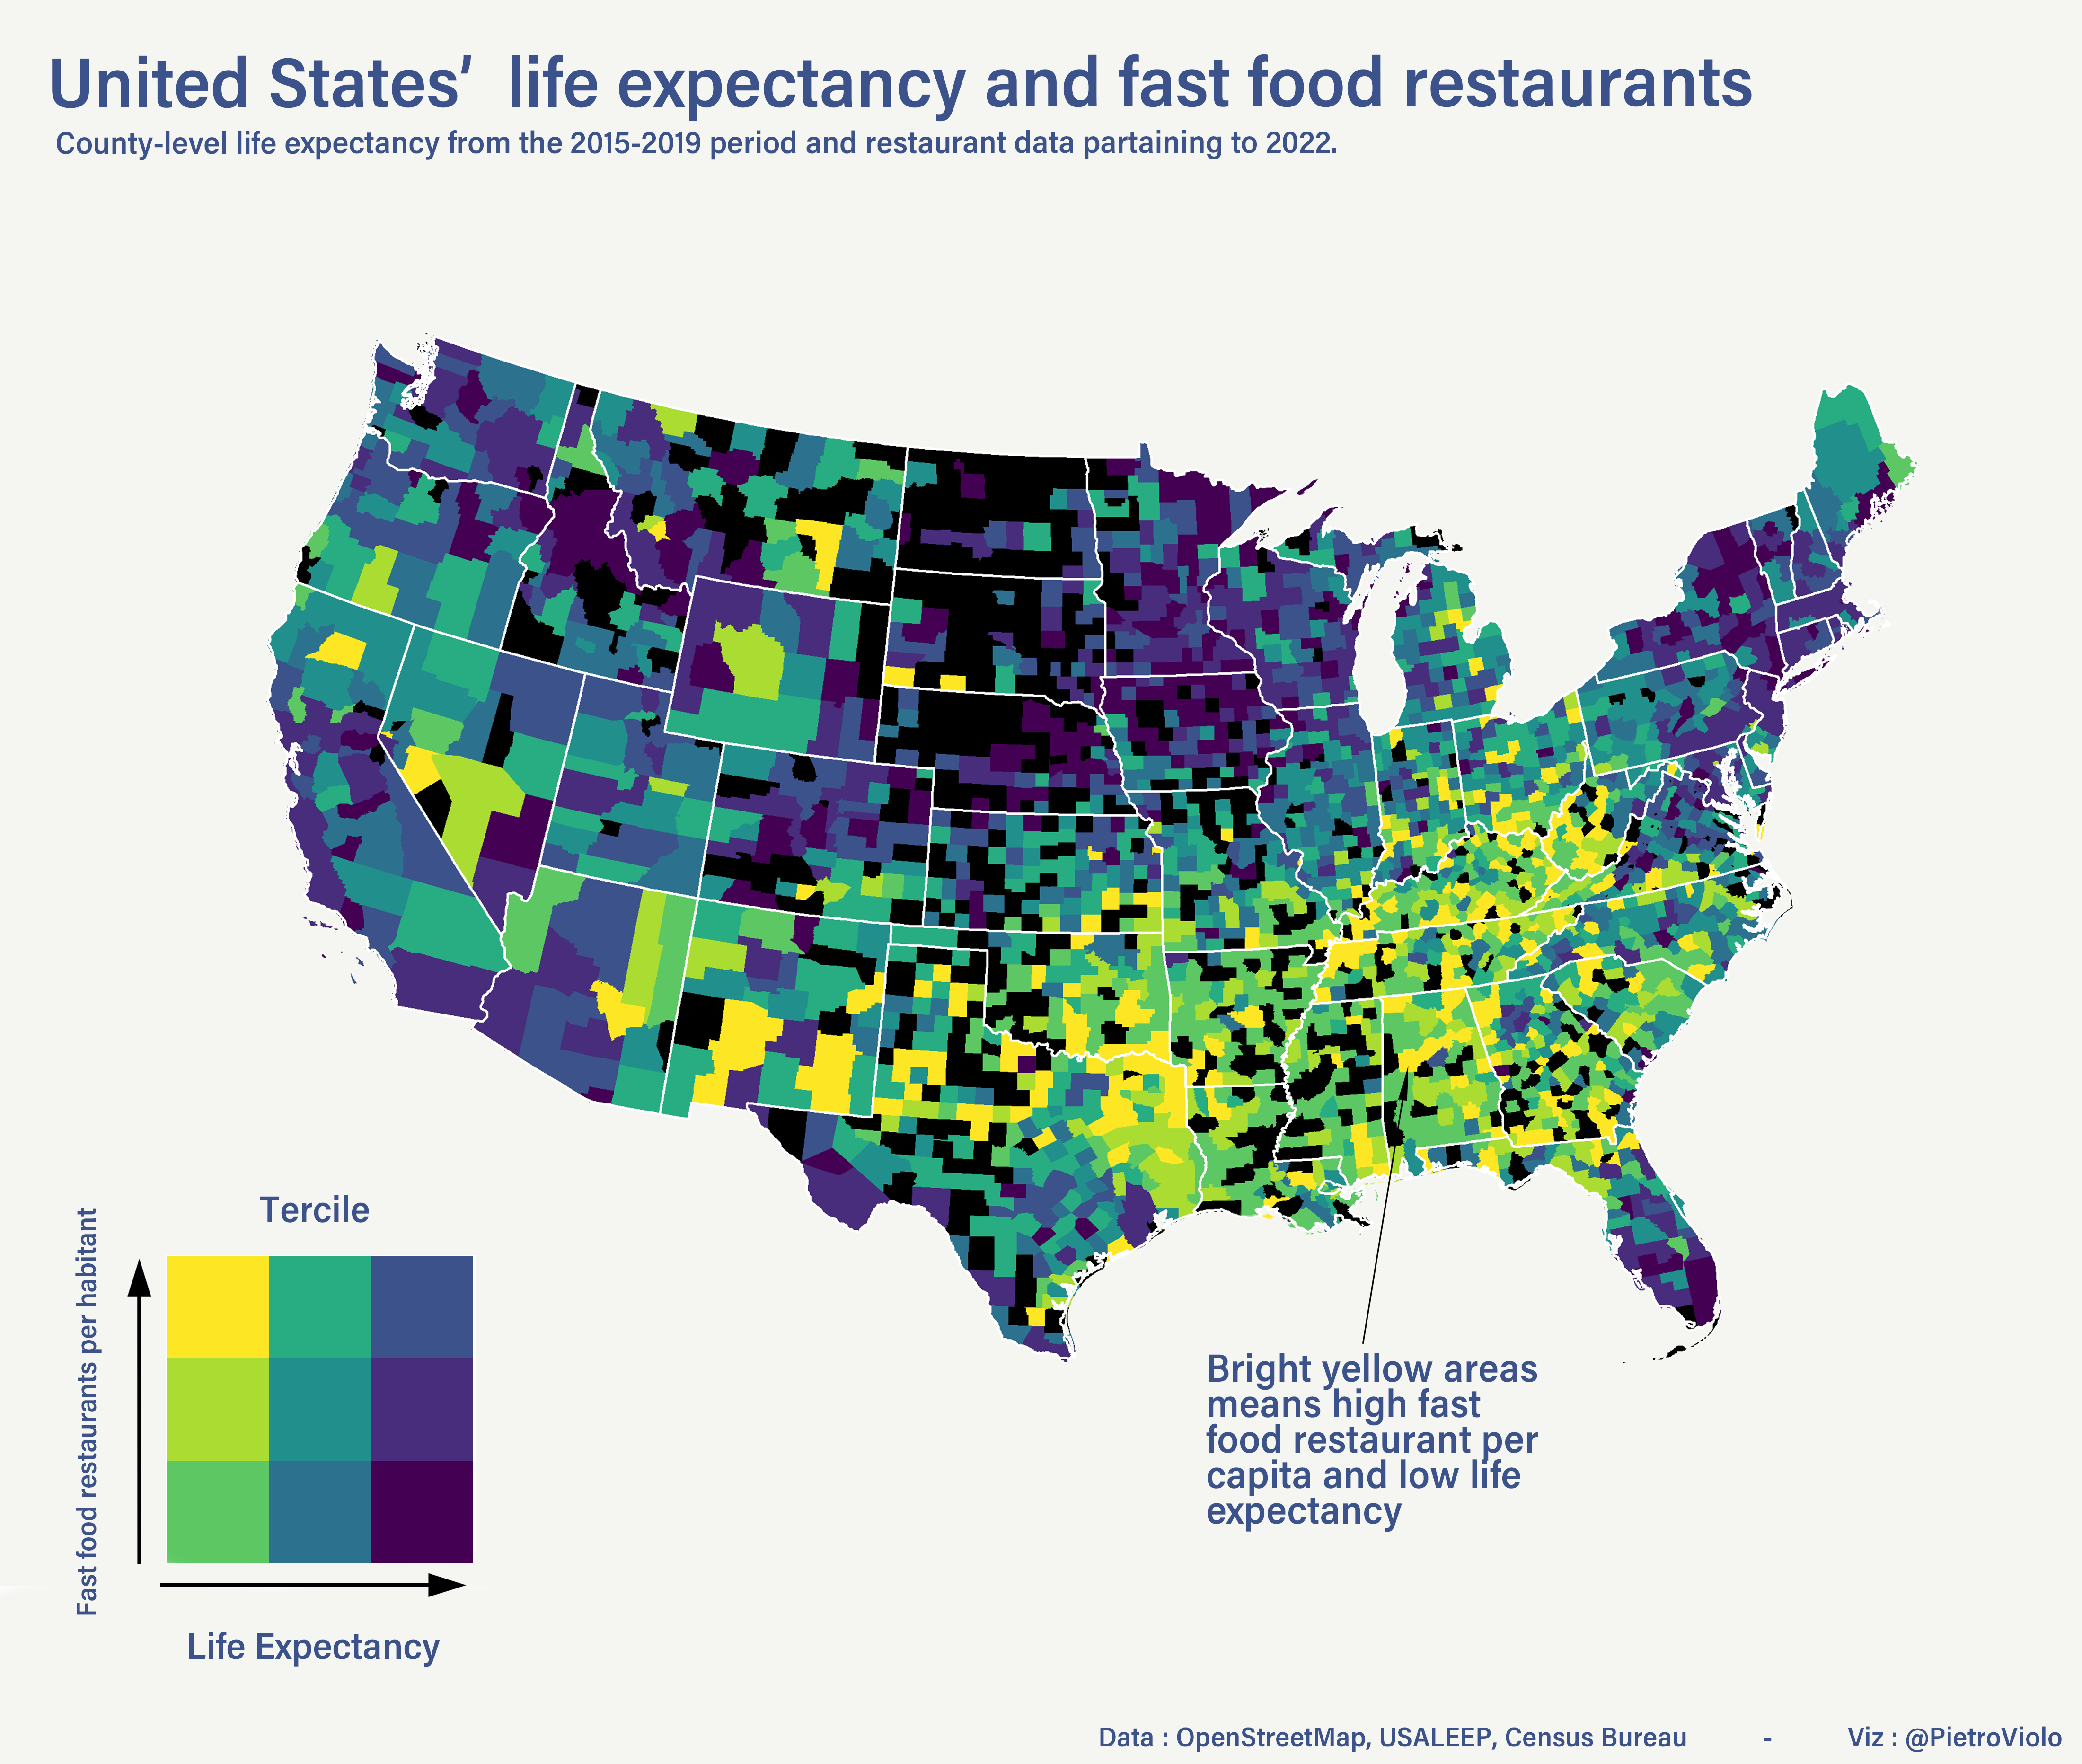 United States’ life expectancy and fast food restaurants
County-level life expectancy from the 2015-2019 period and restaurant data partaining to 2022.
Tercile
Fast food restaurants per habitant
Life Expectancy
Bright yellow areas
means high fast
food restaurant per
capita and low life
expectancy
Data : OpenStreetMap, USALEEP, Census Bureau - Viz : @PietroViolo